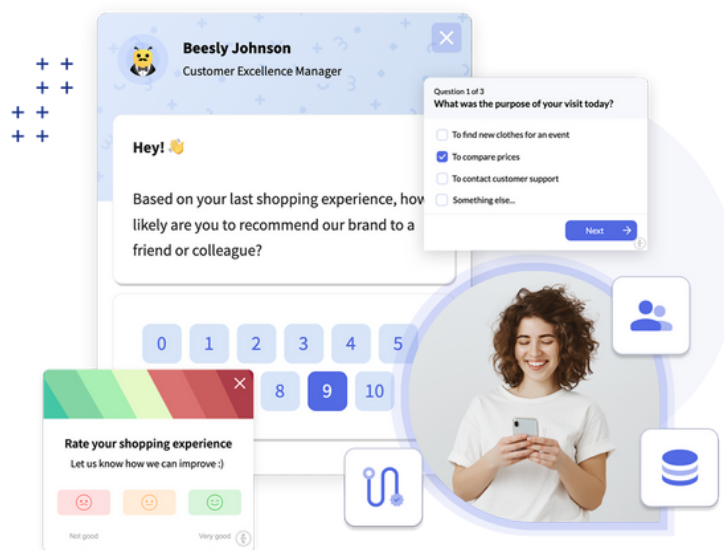 Beesly Johnson
Customer Excellence Manager
Hey! 👋
Based on your last shopping experience, how
likely are you to recommend our brand to a
friend or colleague?
0 1 2 3 4 5
8 9 10
Question 1 of 3
What was the purpose of your visit today?
To find new clothes for an event
To compare prices
To contact customer support
Something else...
Next
Rate your shopping experience
Let us know how we can improve :)
Not good Very good